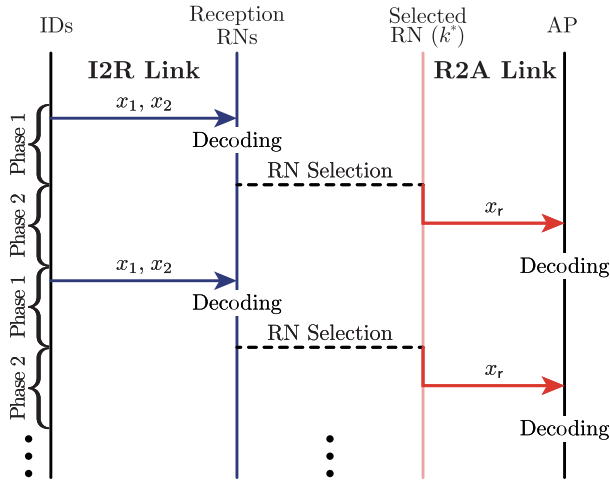 IDs
Reception
RNs
Selected
RN (k*)
AP
I2R Link
R2A Link
Phase 1
x₁, x₂
Decoding
RN Selection
Phase 2
xᵣ
Decoding
Phase 1
x₁, x₂
Decoding
RN Selection
Phase 2
xᵣ
Decoding